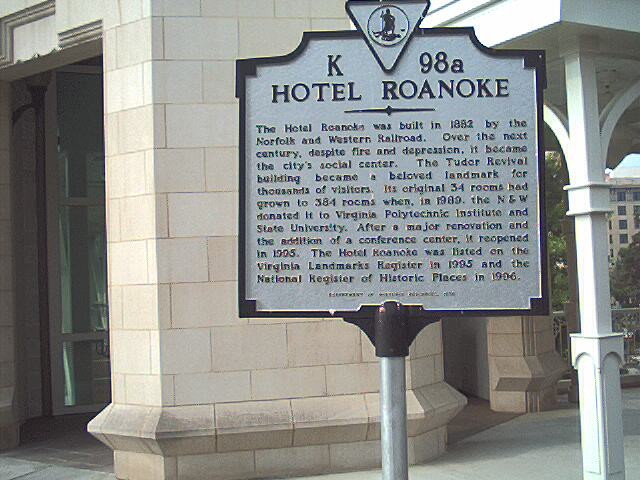 K 98a
HOTEL ROANOKE
The Hotel Roanoke was built in 1882 by the
Norfolk and Western Railroad. Over the next
century, despite fire and depression, it became
the city's social center. The Tudor Revival
building became a beloved landmark for
thousands of visitors. Its original 34 rooms had
grown to 384 rooms when, in 1989, the N & W
donated it to Virginia Polytechnic Institute and
State University. After a major renovation and
the addition of a conference center, it reopened
in 1995. The Hotel Roanoke was listed on the
Virginia Landmarks Register in 1995 and the
National Register of Historic Places in 1996.
DEPARTMENT OF HISTORIC RESOURCES,